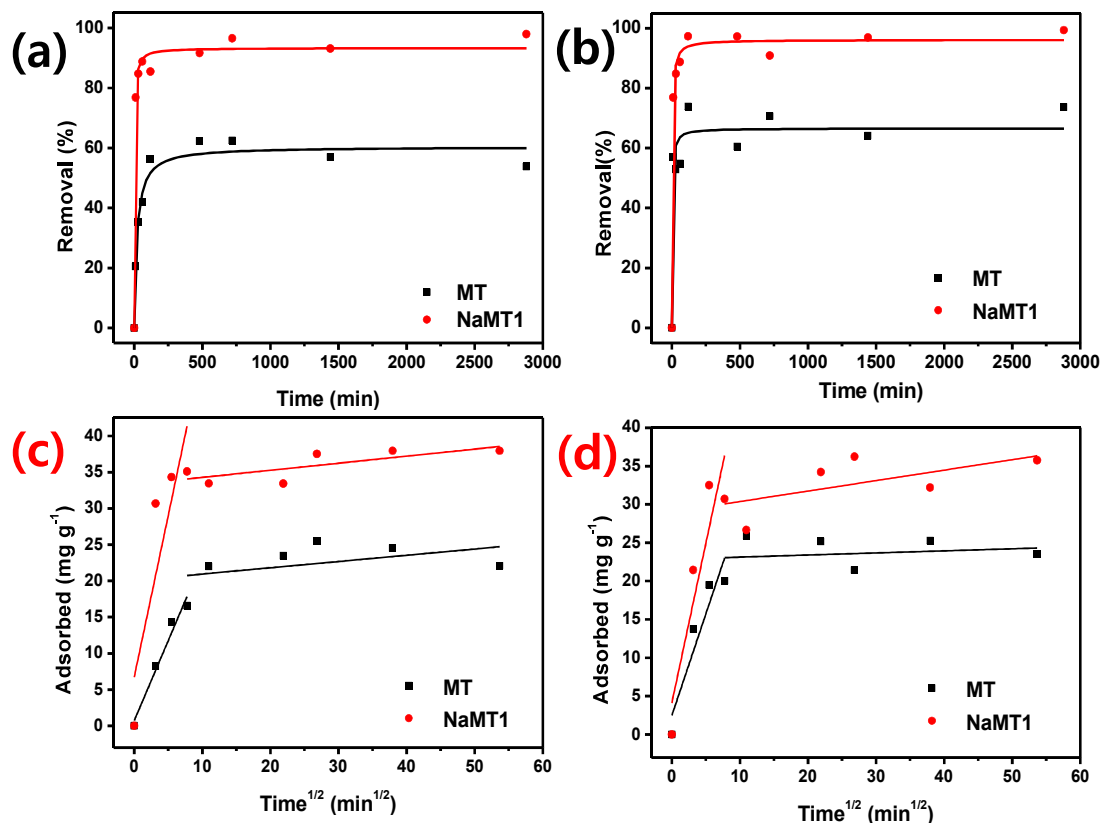 (a)
100
80
60
40
20
0
Removal (%)
MT
NaMT1
0 500 1000 1500 2000 2500 3000
Time (min)
(b)
100
80
60
40
20
0
Removal(%)
MT
NaMT1
0 500 1000 1500 2000 2500 3000
Time (min)
(c)
40
35
30
25
20
15
10
5
0
Adsorbed (mg g⁻¹)
MT
NaMT1
0 10 20 30 40 50 60
Time¹/² (min¹/²)
(d)
40
35
30
25
20
15
10
5
0
Adsorbed (mg g⁻¹)
MT
NaMT1
0 10 20 30 40 50 60
Time¹/² (min¹/²)